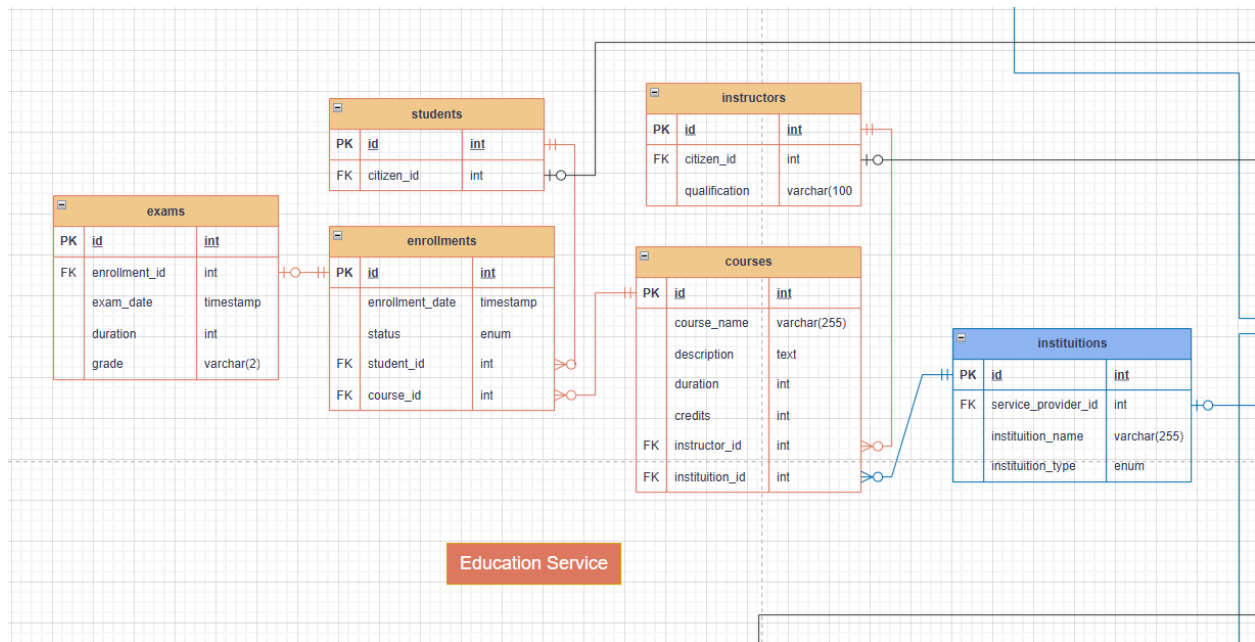 students
PK id int
FK citizen_id int
instructors
PK id int
FK citizen_id int
qualification varchar(100
exams
PK id int
FK enrollment_id int
exam_date timestamp
duration int
grade varchar(2)
enrollments
PK id int
enrollment_date timestamp
status enum
FK student_id int
FK course_id int
courses
PK id int
course_name varchar(255)
description text
duration int
credits int
FK instructor_id int
FK instituition_id int
instituitions
PK id int
FK service_provider_id int
instituition_name varchar(255)
instituition_type enum
Education Service